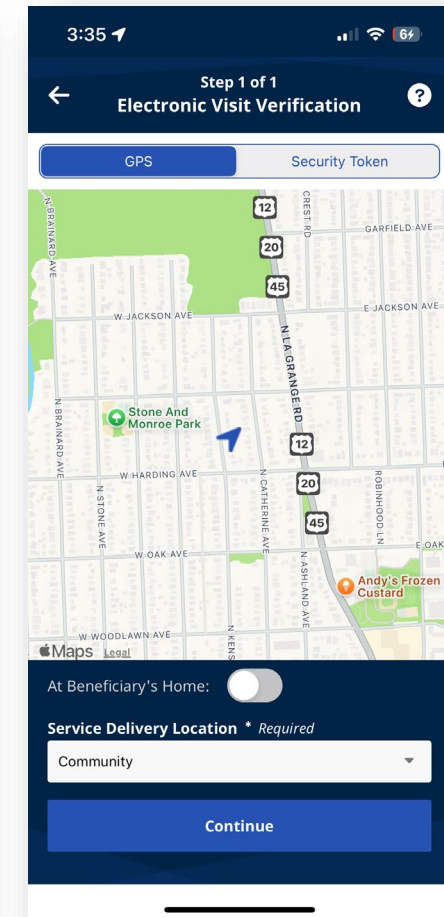 3:35
64
Step 1 of 1
Electronic Visit Verification
?
GPS
Security Token
12
CREST RD
N BRAINARD AVE
GARFIELD AVE
20
45
E JACKSON AVE
W JACKSON AVE
N LA GRANGE RD
Stone And
Monroe Park
N BRAINARD AVE
12
W HARDING AVE
20
N STONE AVE
N CATHERINE AVE
ROBINHOOD LN
45
W OAK AVE
E OAK
N ASHLAND AVE
Andy's Frozen
Custard
W WOODLAWN AVE
N KENS
Maps Legal
At Beneficiary's Home:
Service Delivery Location * Required
Community
Continue